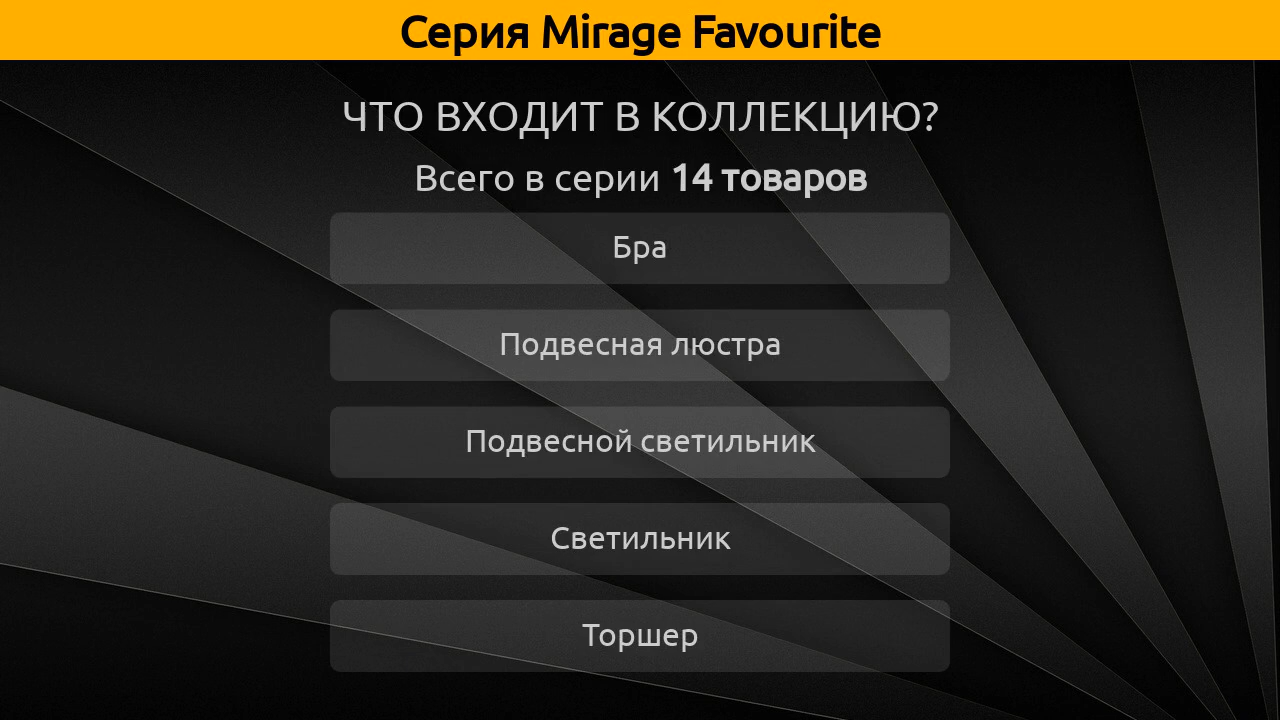 Серия Mirage Favourite
ЧТО ВХОДИТ В КОЛЛЕКЦИЮ?
Всего в серии 14 товаров
Бра
Подвесная люстра
Подвесной светильник
Светильник
Торшер